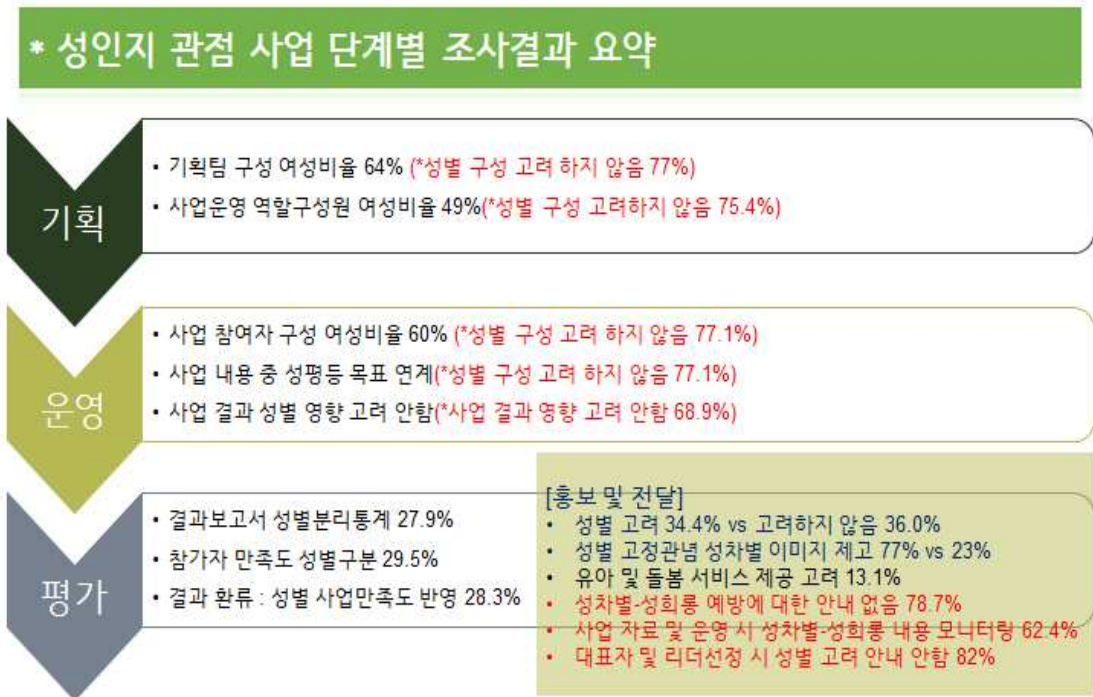 * 성인지 관점 사업 단계별 조사결과 요약
기획
• 기획팀 구성 여성비율 64% (*성별 구성 고려 하지 않음 77%)
• 사업운영 역할구성원 여성비율 49%(*성별 구성 고려하지 않음 75.4%)
운영
• 사업 참여자 구성 여성비율 60% (*성별 구성 고려 하지 않음 77.1%)
• 사업 내용 중 성평등 목표 연계(*성별 구성 고려 하지 않음 77.1%)
• 사업 결과 성별 영향 고려 안함(*사업 결과 영향 고려 안함 68.9%)
평가
• 결과보고서 성별분리통계 27.9%
• 참가자 만족도 성별구분 29.5%
• 결과 환류 : 성별 사업만족도 반영 28.3%
[홍보 및 전달]
• 성별 고려 34.4% vs 고려하지 않음 36.0%
• 성별 고정관념 성차별 이미지 제고 77% vs 23%
• 유아 및 돌봄 서비스 제공 고려 13.1%
• 성차별-성희롱 예방에 대한 안내 없음 78.7%
• 사업 자료 및 운영 시 성차별-성희롱 내용 모니터링 62.4%
• 대표자 및 리더선정 시 성별 고려 안내 안함 82%